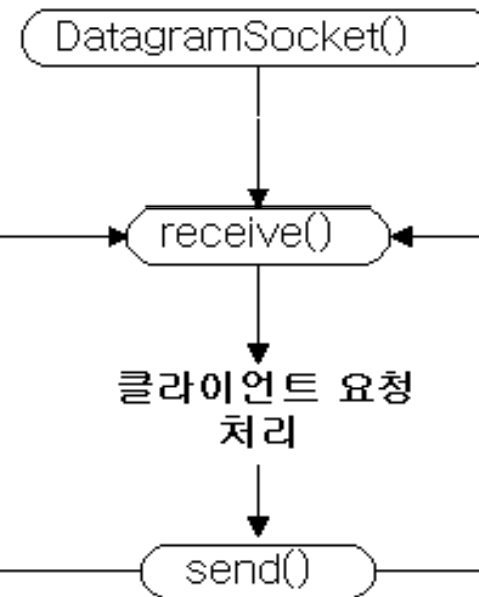 DatagramSocket()
receive()
클라이언트 요청
처리
send()